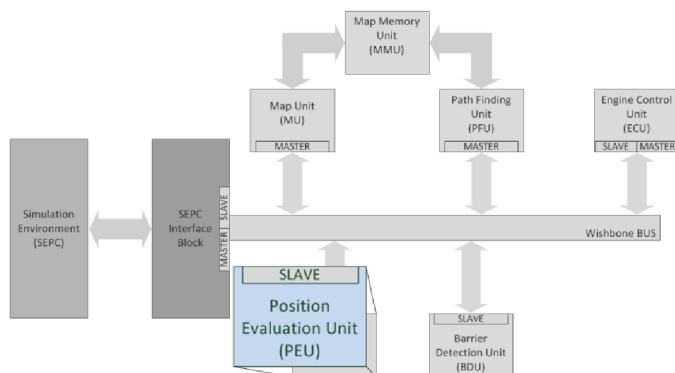 Map Memory
Unit
(MMU)
Map Unit
(MU)
MASTER
Path Finding
Unit
(PFU)
MASTER
Engine Control
Unit
(ECU)
SLAVE MASTER
Simulation
Environment
(SEPC)
SEPC
Interface
Block
SLAVE
MASTER
Wishbone BUS
SLAVE
Position
Evaluation Unit
(PEU)
SLAVE
Barrier
Detection Unit
(BDU)